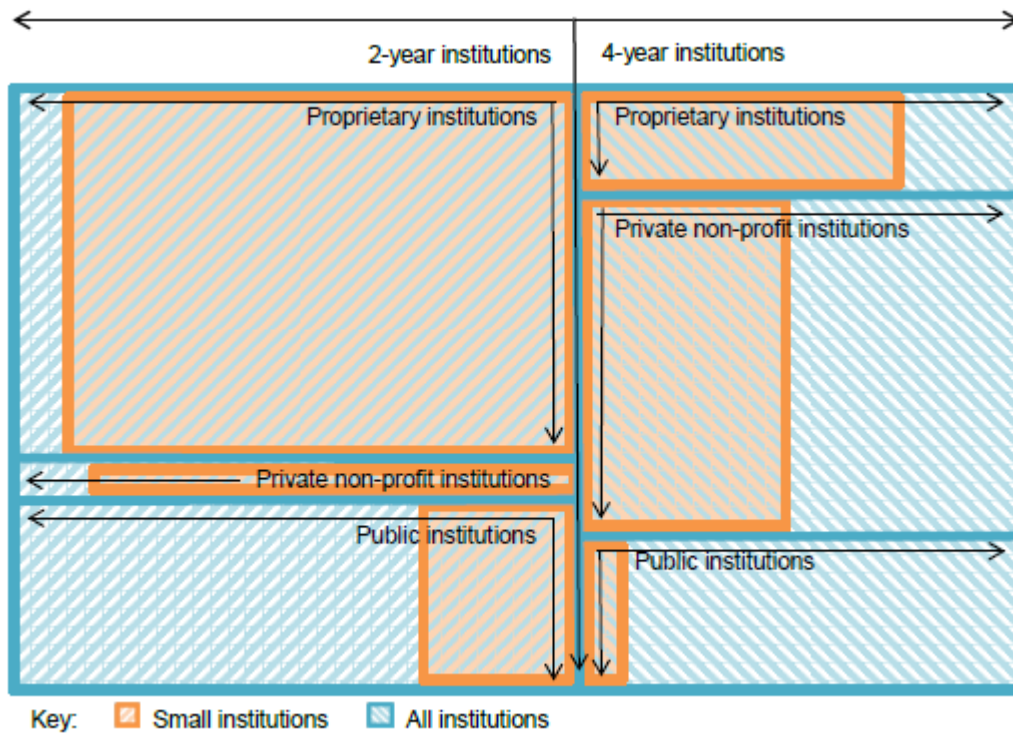 2-year institutions
4-year institutions
Proprietary institutions
Proprietary institutions
Private non-profit institutions
Private non-profit institutions
Public institutions
Public institutions
Key: Small institutions All institutions